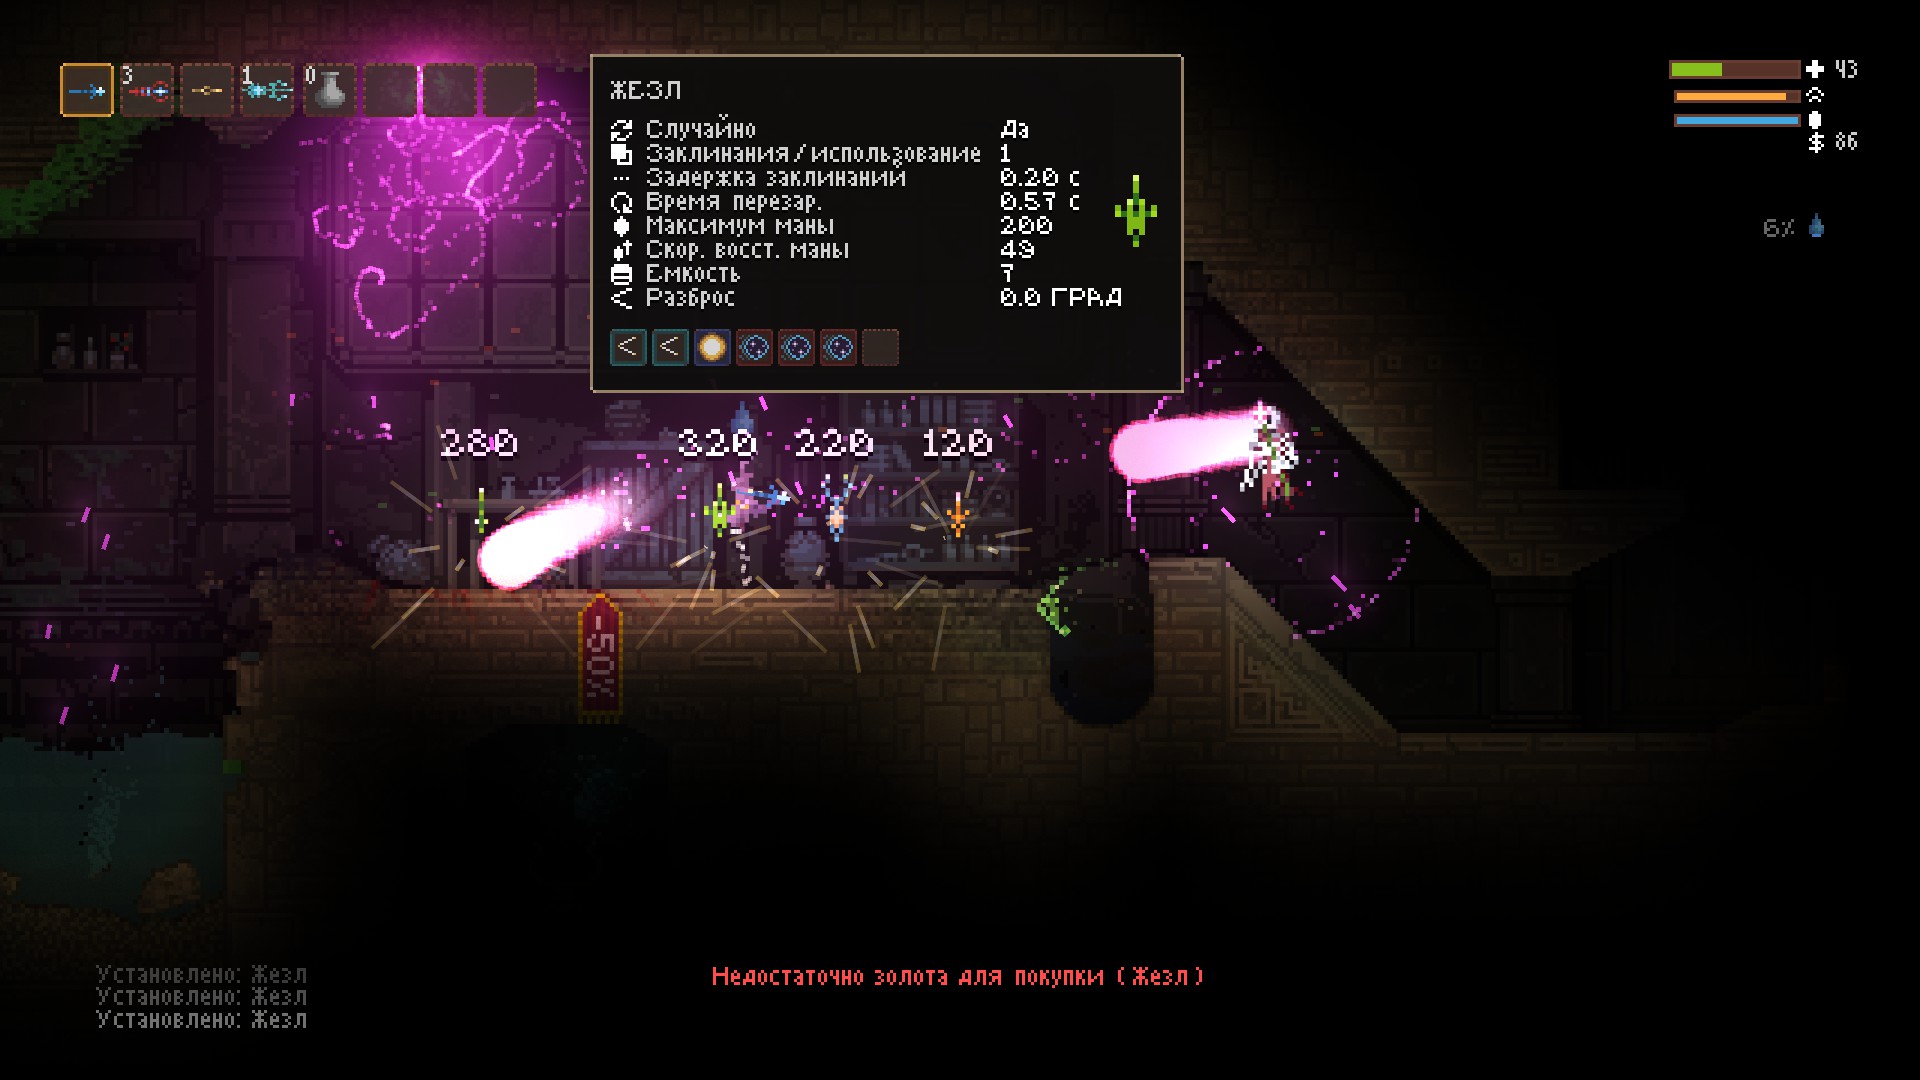 3
1
0
ЖЕЗЛ
Случайно Да
Заклинания/использование 1
Задержка заклинаний 0.20 с
Время перезар. 0.57 с
Максимум маны 200
Скор. восст. маны 49
Емкость 7
Разброс 0.0 ГРАД
43
86
6%
280 320 220 120
-50%
Недостаточно золота для покупки (Жезл)
Установлено: Жезл
Установлено: Жезл
Установлено: Жезл